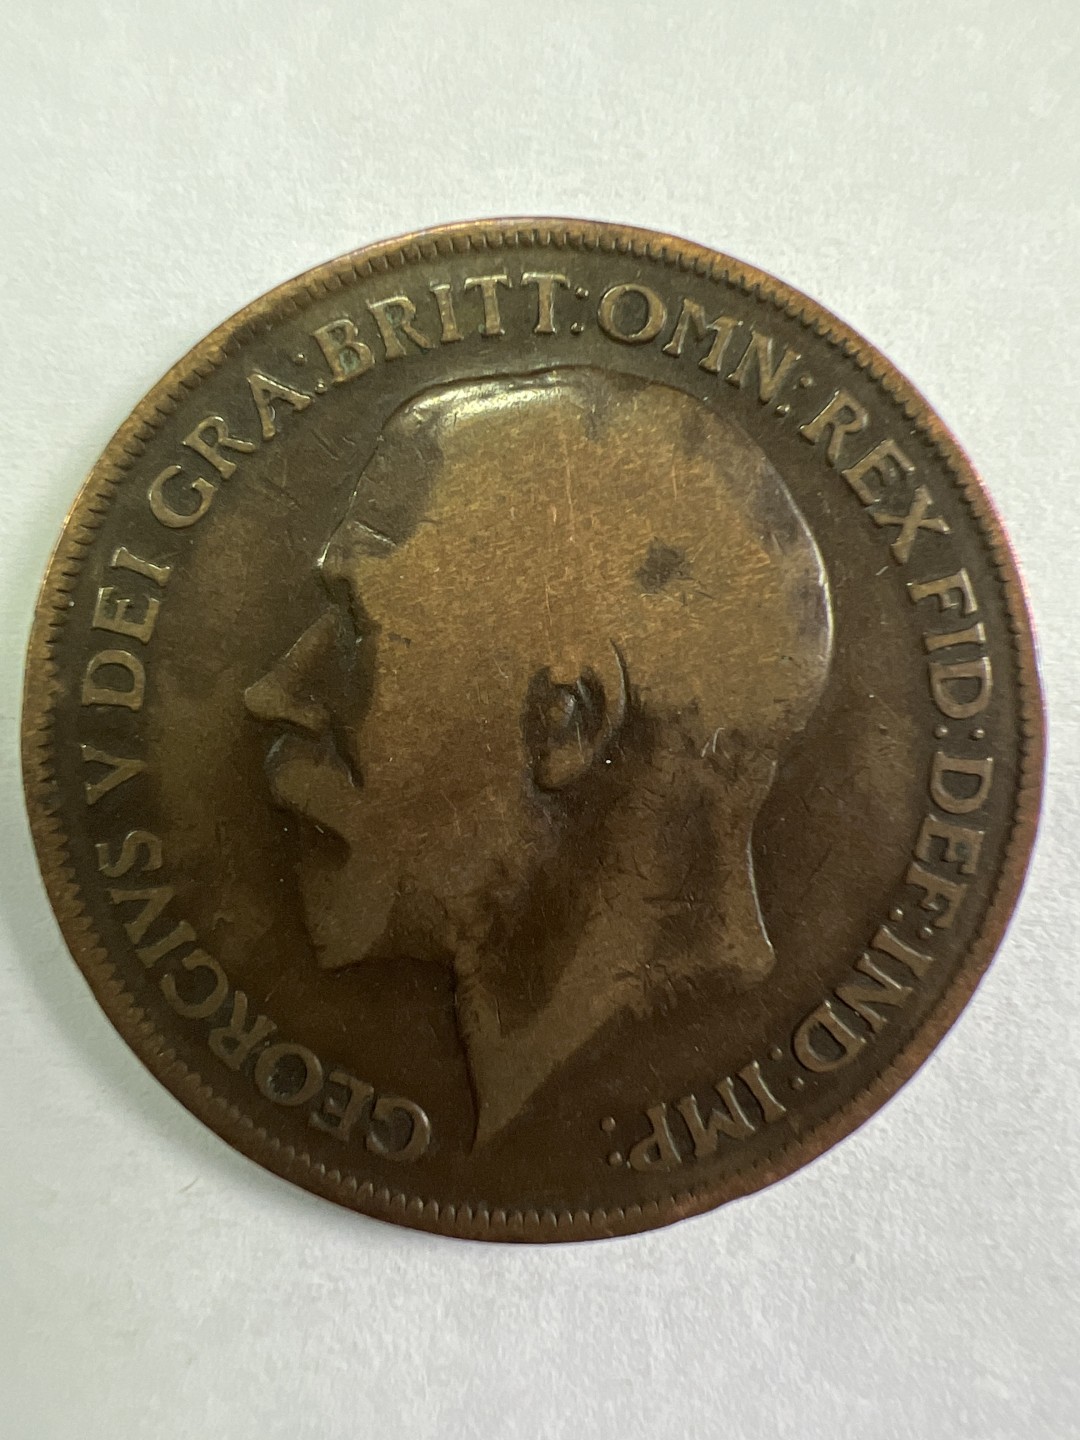 GEORGIVS V DEI GRA: BRITT: OMN: REX FID: DEF: IND: IMP: